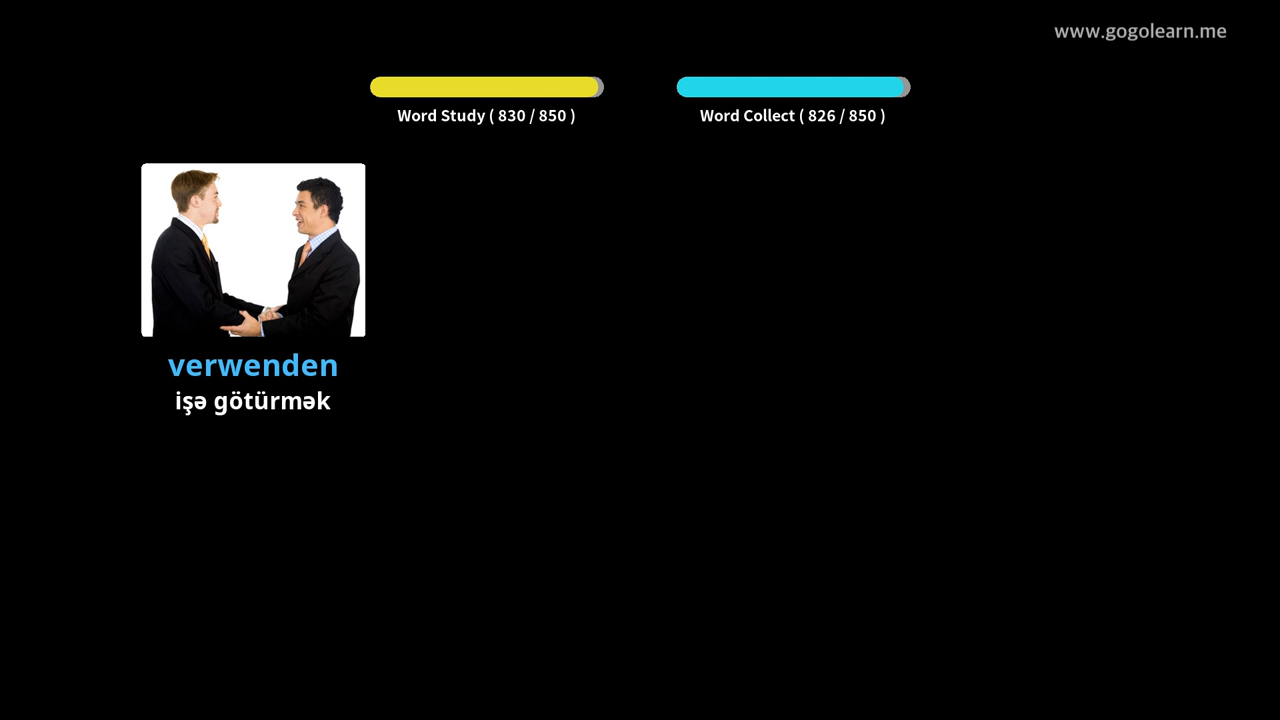 www.gogolearn.me
Word Study ( 830 / 850 )
Word Collect ( 826 / 850 )
verwenden
işə götürmək